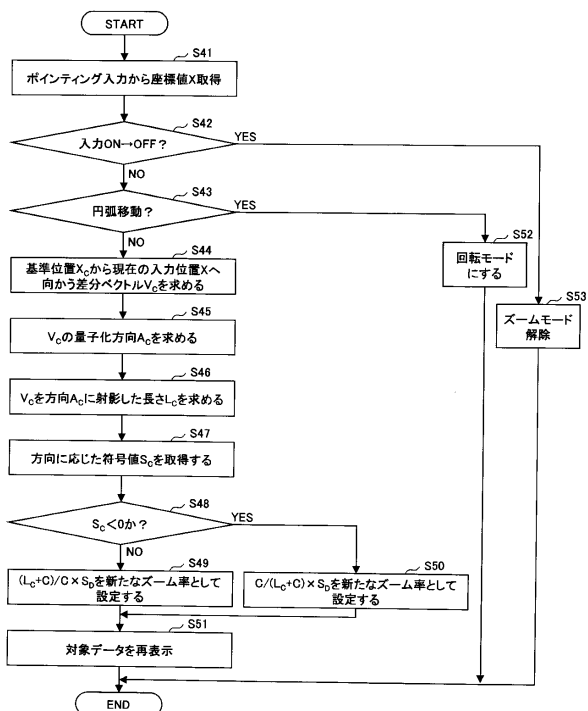 START
S41
ポインティング入力から座標値X取得
S42
入力ON→OFF?
YES
NO
S43
円弧移動?
YES
NO
S44
基準位置XCから現在の入力位置Xへ
向かう差分ベクトルVCを求める
S52
回転モード
にする
S53
ズームモード
解除
S45
VCの量子化方向ACを求める
S46
VCを方向ACに射影した長さLCを求める
S47
方向に応じた符号値SCを取得する
S48
SC<0か?
YES
NO
S49
(LC+C)/C×SDを新たなズーム率として
設定する
S50
C/(LC+C)×SDを新たなズーム率として
設定する
S51
対象データを再表示
END